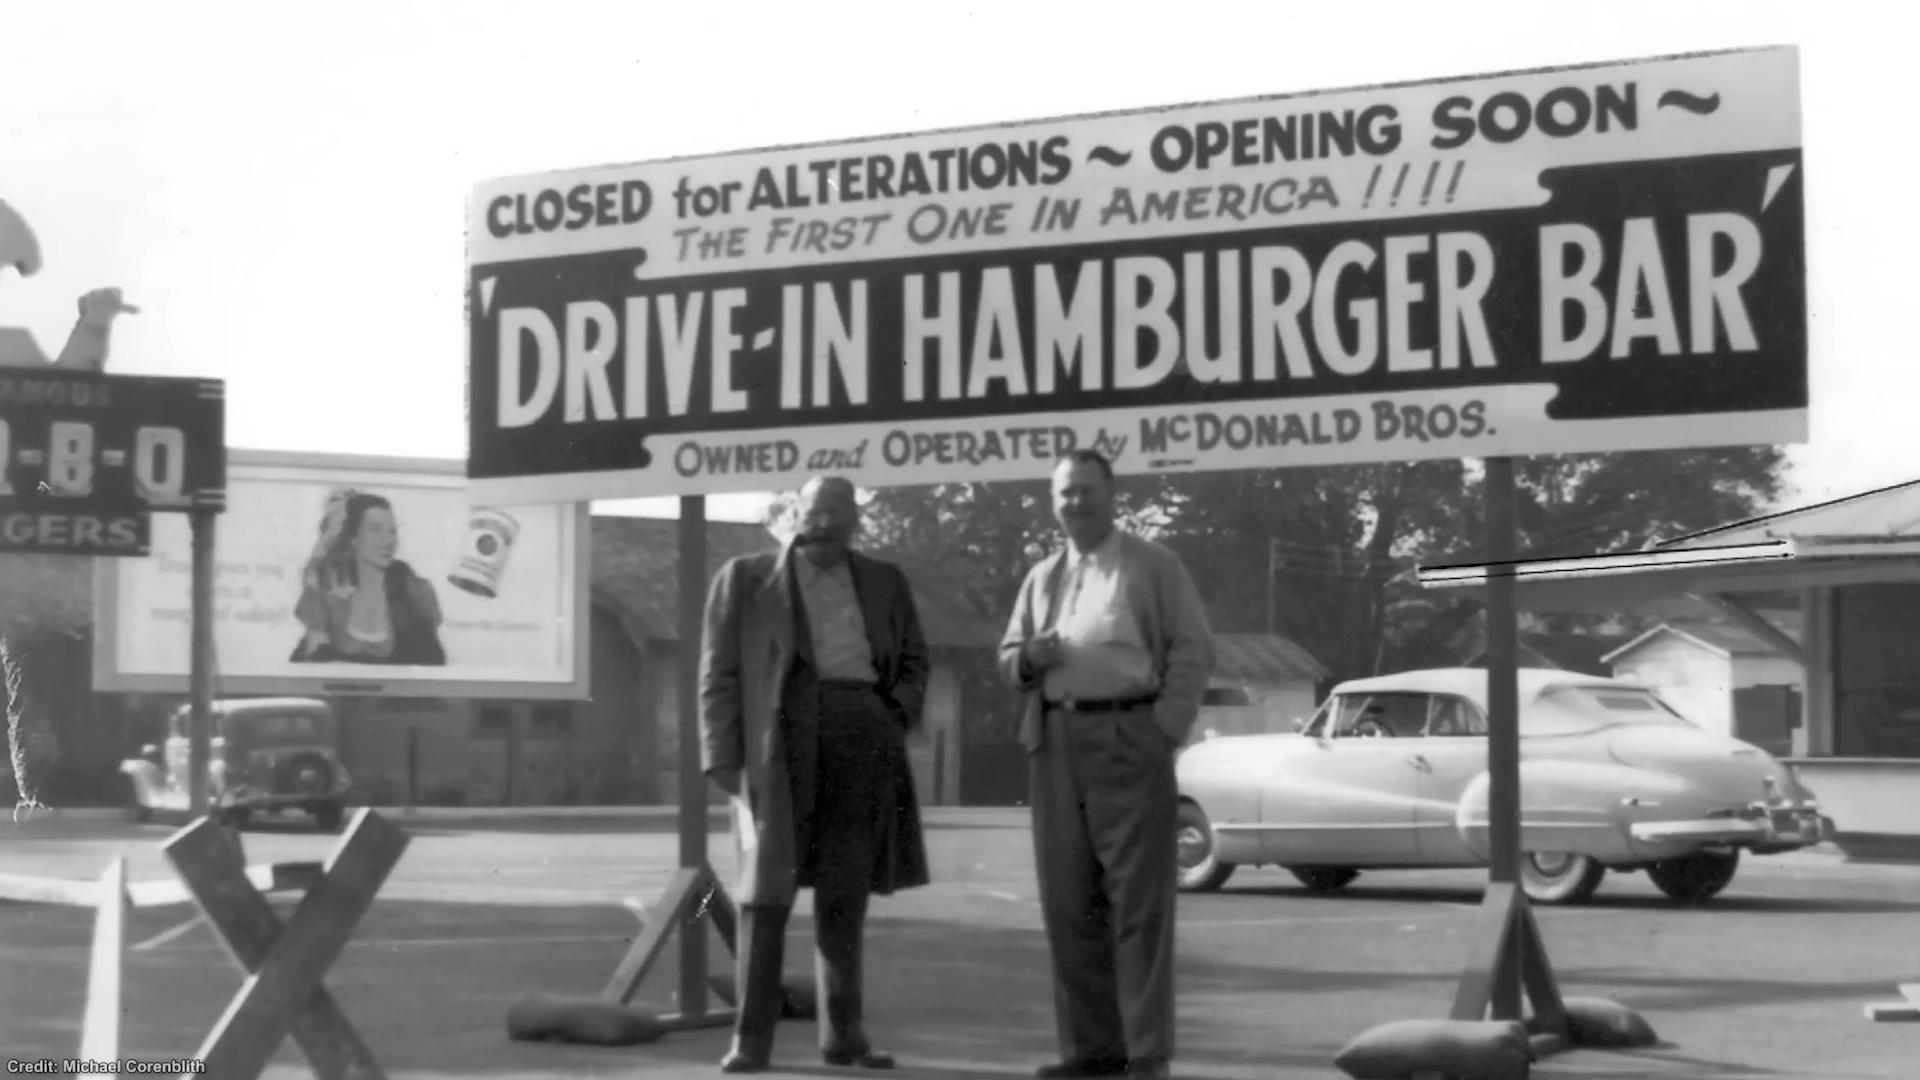 CLOSED for ALTERATIONS ~ OPENING SOON ~
THE FIRST ONE IN AMERICA !!!!
'DRIVE-IN HAMBURGER BAR'
OWNED and OPERATED by McDONALD BROS.
FAMOUS
-B-Q
GERS
Credit: Michael Corenblith